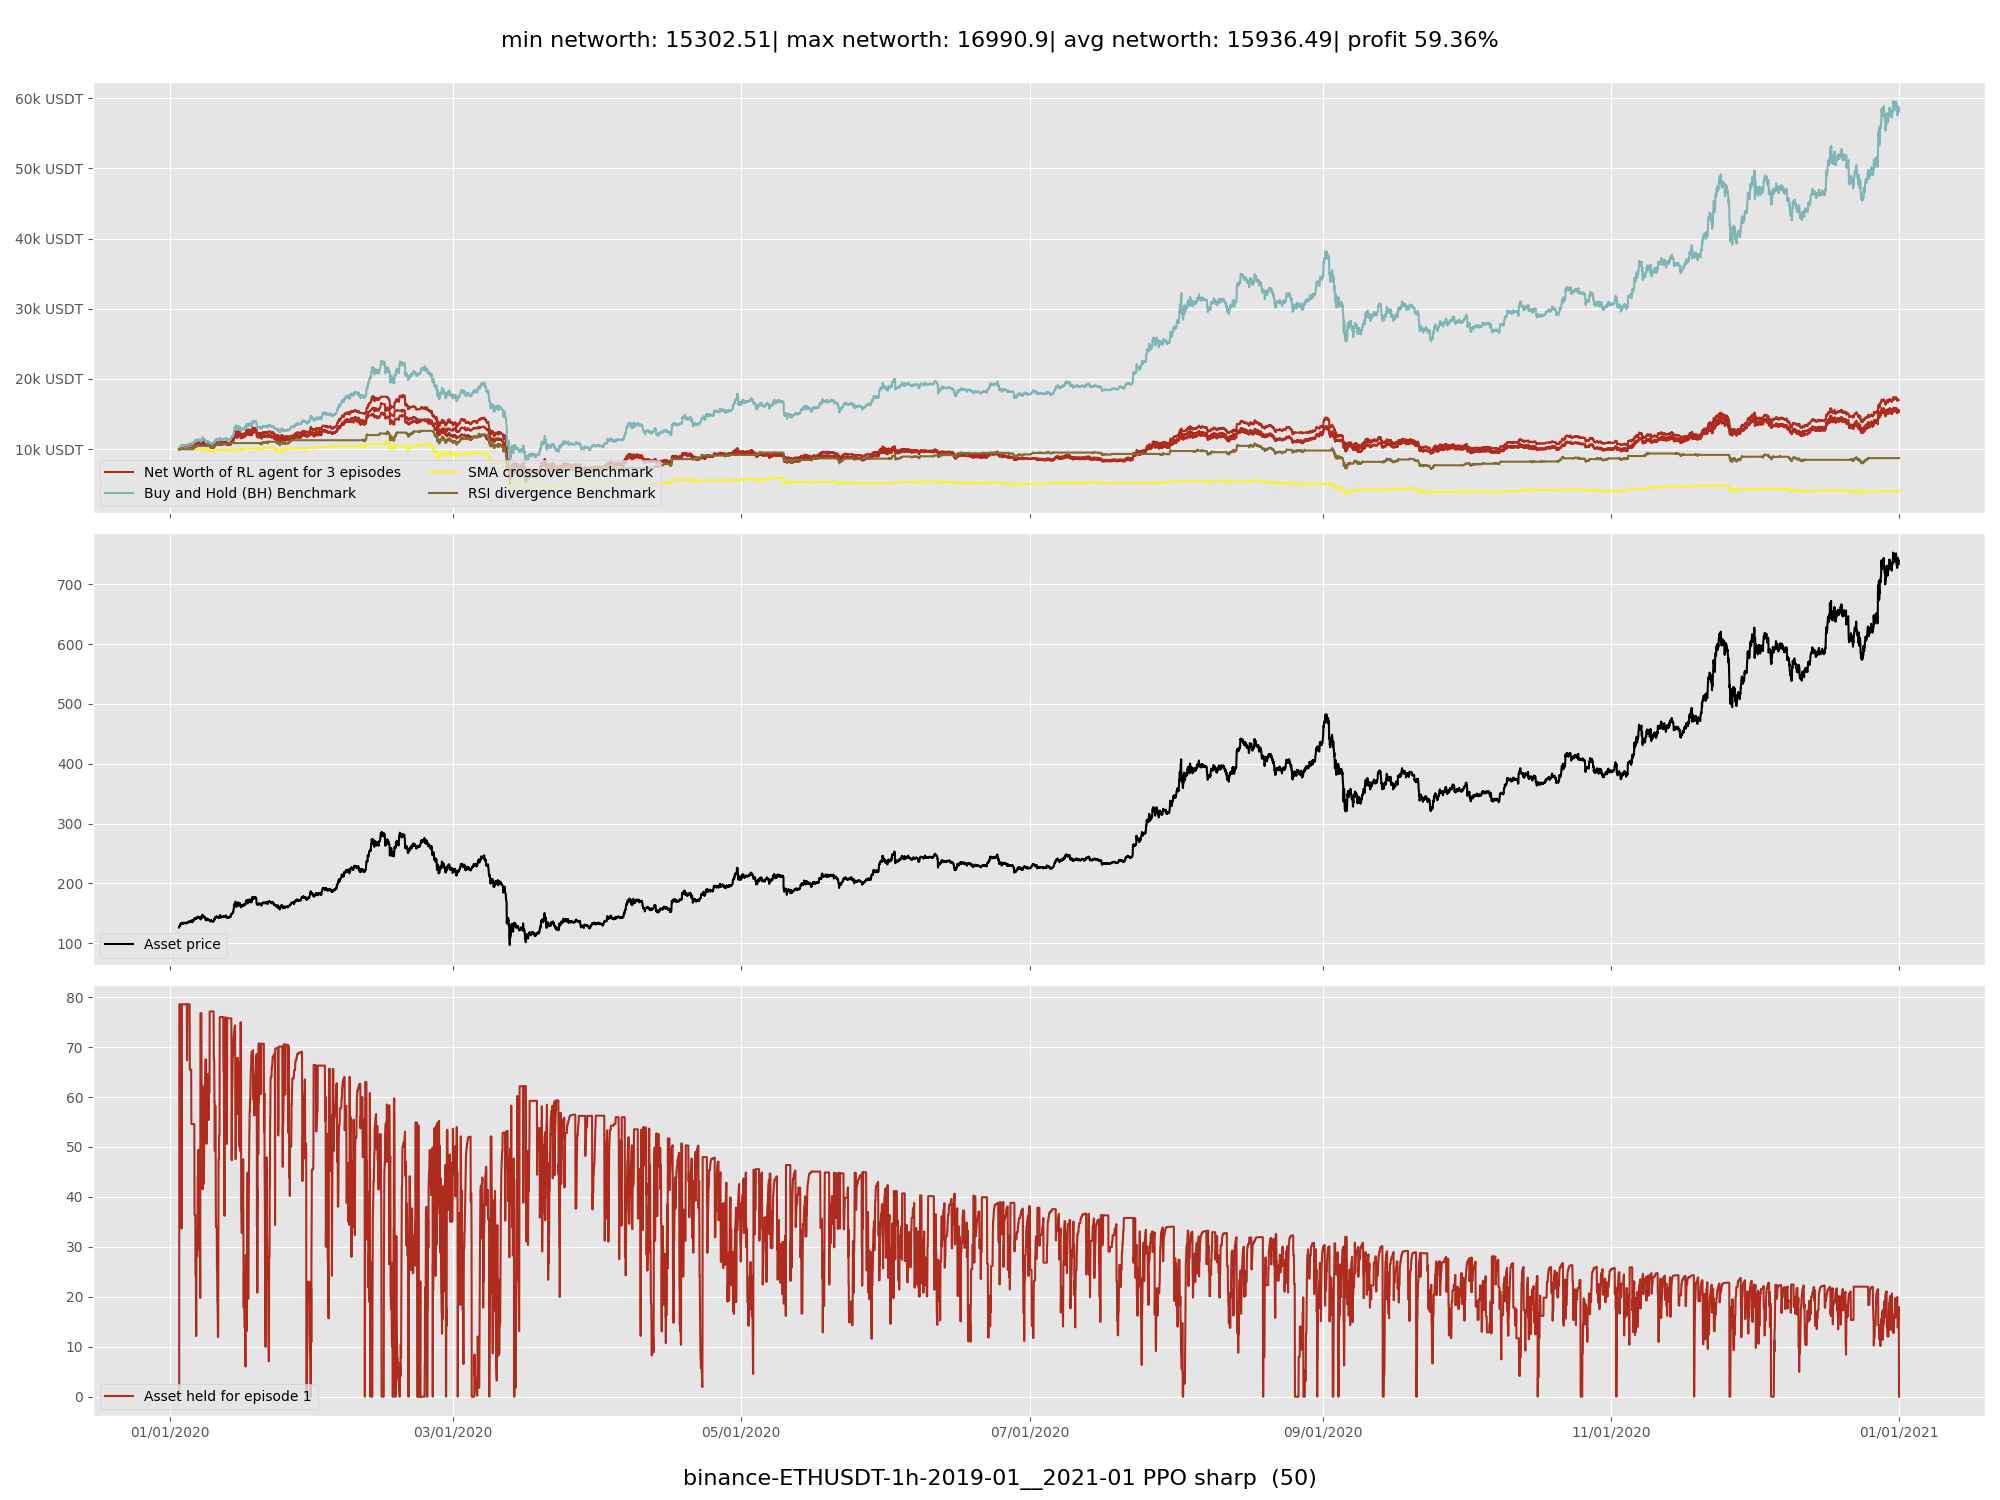 min networth: 15302.51| max networth: 16990.9| avg networth: 15936.49| profit 59.36%
60k USDT
50k USDT
40k USDT
30k USDT
20k USDT
10k USDT
Net Worth of RL agent for 3 episodes
Buy and Hold (BH) Benchmark
SMA crossover Benchmark
RSI divergence Benchmark
700
600
500
400
300
200
100
Asset price
80
70
60
50
40
30
20
10
0
Asset held for episode 1
01/01/2020 03/01/2020 05/01/2020 07/01/2020 09/01/2020 11/01/2020 01/01/2021
binance-ETHUSDT-1h-2019-01__2021-01 PPO sharp  (50)